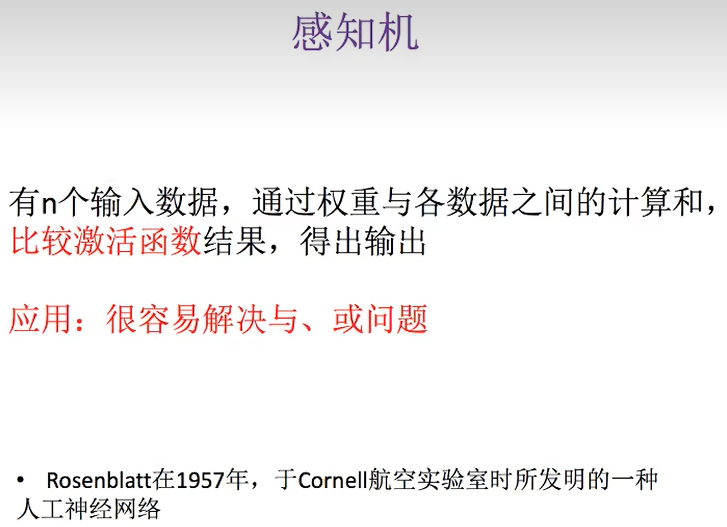 感知机
有n个输入数据，通过权重与各数据之间的计算和，
比较激活函数结果，得出输出
应用：很容易解决与、或问题
• Rosenblatt在1957年，于Cornell航空实验室时所发明的一种
人工神经网络